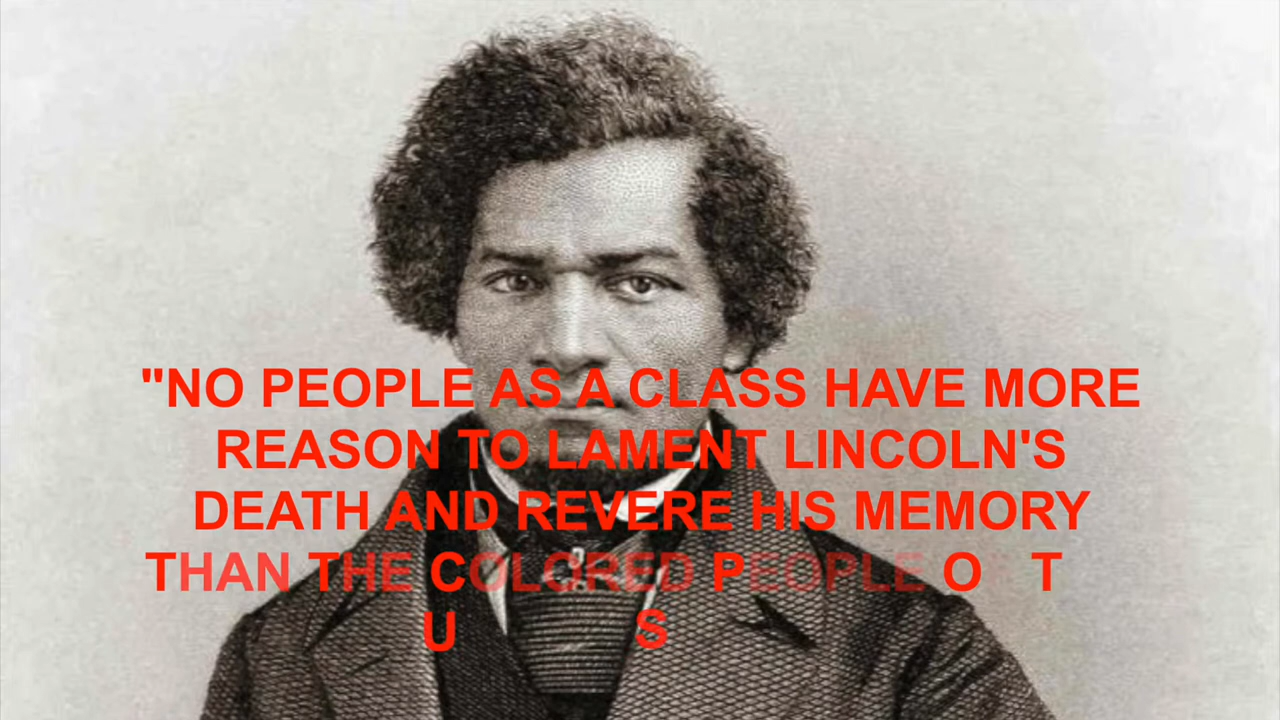 "NO PEOPLE AS A CLASS HAVE MORE
REASON TO LAMENT LINCOLN'S
DEATH AND REVERE HIS MEMORY
THAN THE COLORED PEOPLE O T
U S